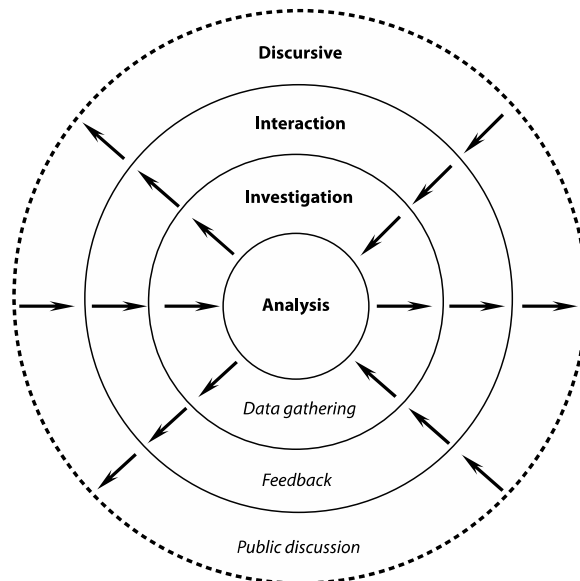 Discursive
Interaction
Investigation
Analysis
Data gathering
Feedback
Public discussion